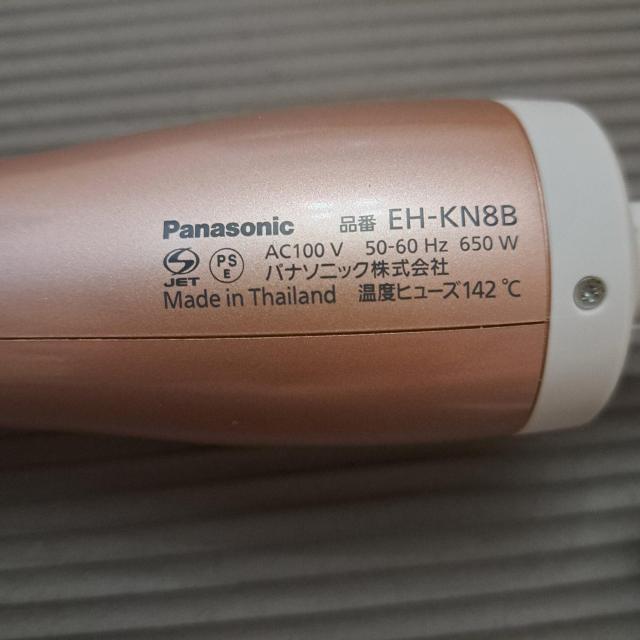 Panasonic 品番 EH-KN8B
S JET PS E AC100 V 50-60 Hz 650 W
パナソニック株式会社
Made in Thailand 温度ヒューズ142 ℃